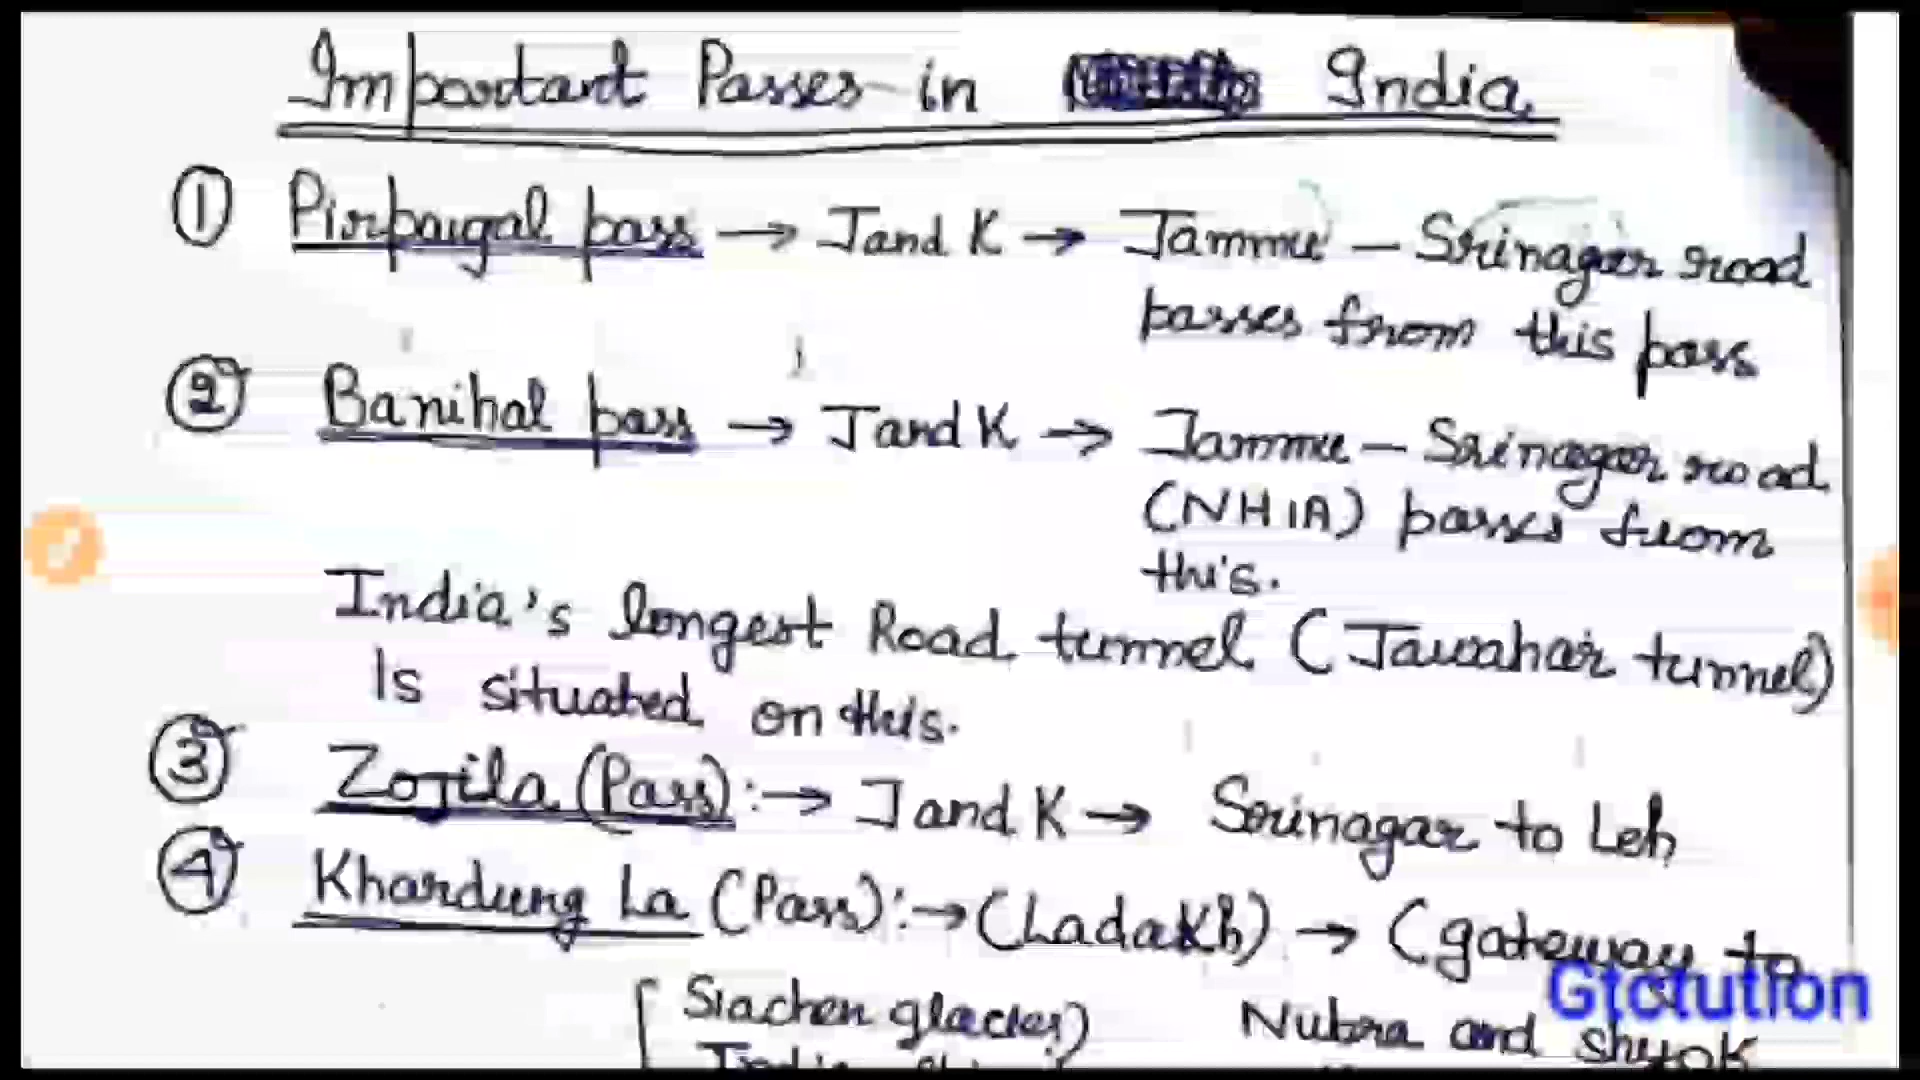 Important Passes in India
① Pirpangal pass → J and K → Jammu – Srinagar road
passes from this pass
② Banihal pass → J and K → Jammu – Srinagar road
(NH1A) passes from
this.
India's longest Road tunnel (Jawahar tunnel)
Is situated on this.
③ Zojila (Pass) :→ J and K → Srinagar to Leh
④ Khardung La (Pass) :→ (Ladakh) → (gateway to
Siachen glacier) Nubra and shyok
Gtctution